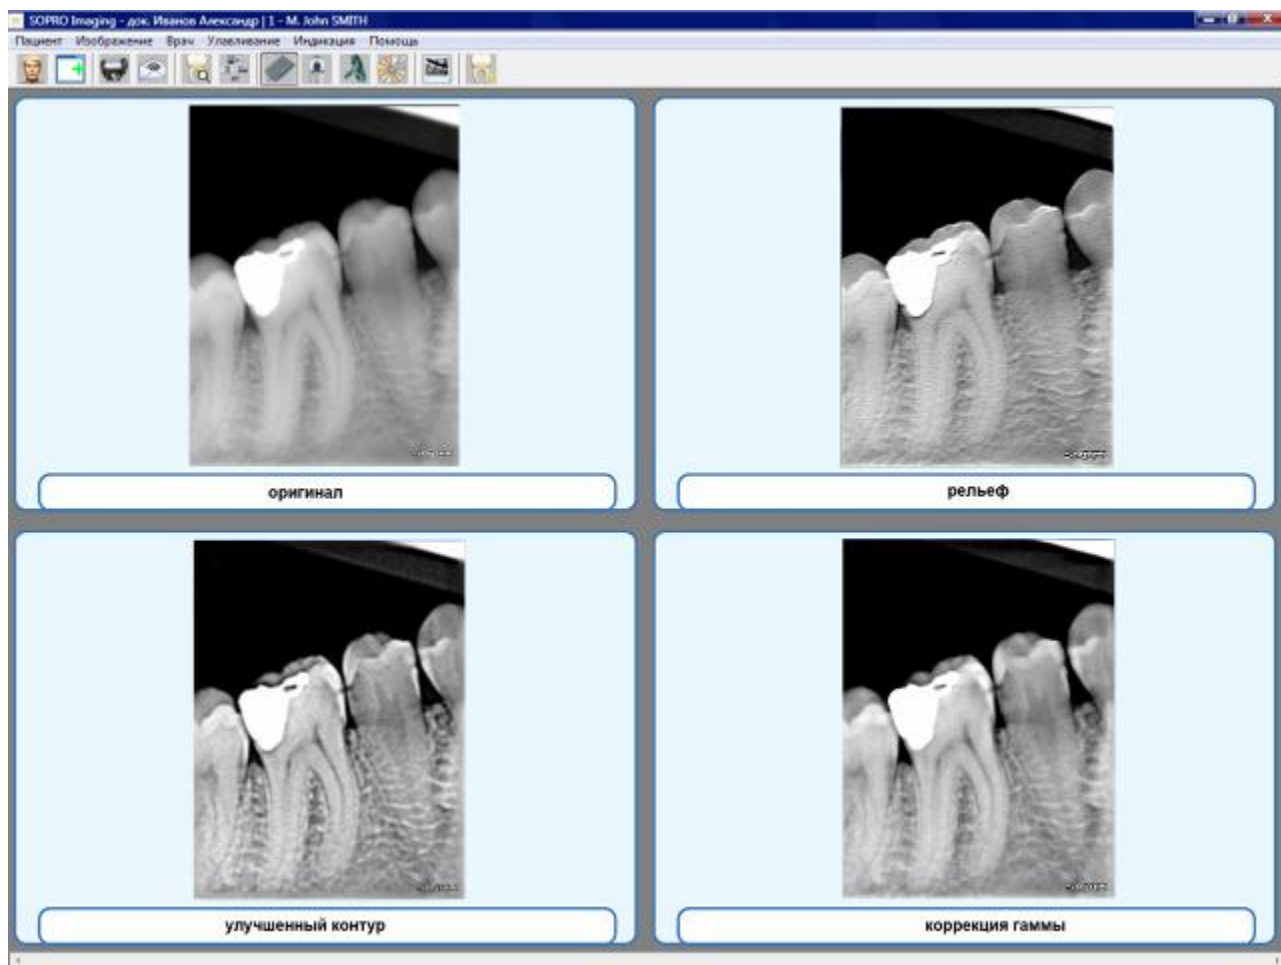 SOPRO Imaging - док. Иванов Александр | 1 - M. John SMITH
Пациент Изображение Врач Улавливание Индикация Помощь
оригинал
рельеф
улучшенный контур
коррекция гаммы